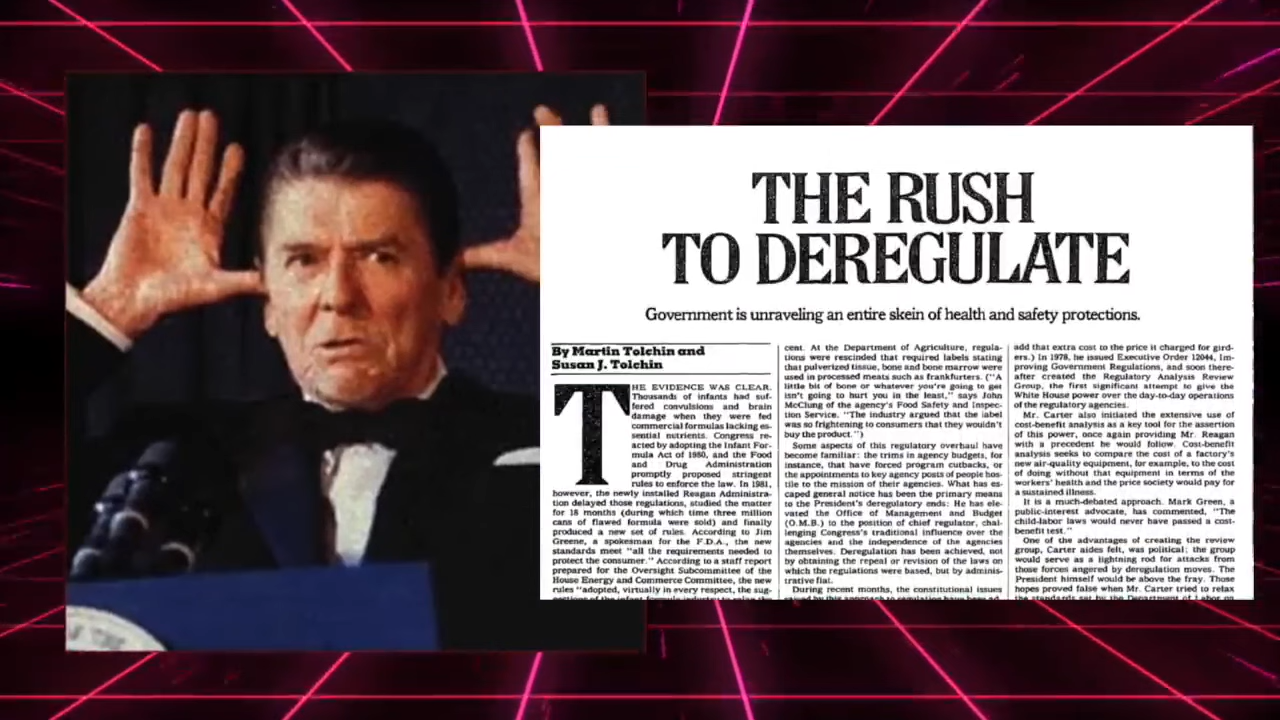 THE RUSH
TO DEREGULATE
Government is unraveling an entire skein of health and safety protections.
By Martin Tolchin and
Susan J. Tolchin
THE EVIDENCE WAS CLEAR.
Thousands of infants had suf-
fered convulsions and brain
damage when they were fed
commercial formulas lacking es-
sential nutrients. Congress re-
acted by adopting the Infant For-
mula Act of 1980, and the Food
and Drug Administration
promptly proposed stringent
rules to enforce the law. In 1981,
however, the newly installed Reagan Administra-
tion delayed those regulations, studied the matter
for 18 months (during which time three million
cans of flawed formula were sold) and finally
produced a new set of rules. According to Jim
Greene, a spokesman for the F.D.A., the new
standards meet "all the requirements needed to
protect the consumer." According to a staff report
prepared for the Oversight Subcommittee of the
House Energy and Commerce Committee, the new
rules "adopted, virtually in every respect, the sug-
cent. At the Department of Agriculture, regula-
tions were rescinded that required labels stating
that pulverized tissue, bone and bone marrow were
used in processed meats such as frankfurters. ("A
little bit of bone or whatever you're going to get
isn't going to hurt you in the least," says John
McClung of the agency's Food Safety and Inspec-
tion Service. "The industry argued that the label
was so frightening to consumers that they wouldn't
buy the product.")
Some aspects of this regulatory overhaul have
become familiar: the trims in agency budgets, for
instance, that have forced program cutbacks, or
the appointments to key agency posts of people hos-
tile to the mission of their agencies. What has es-
caped general notice has been the primary means
to the President's deregulatory ends: He has ele-
vated the Office of Management and Budget
(O.M.B.) to the position of chief regulator, chal-
lenging Congress's traditional influence over the
agencies and the independence of the agencies
themselves. Deregulation has been achieved, not
by obtaining the repeal or revision of the laws on
which the regulations were based, but by adminis-
trative fiat.
During recent months, the constitutional issues
add that extra cost to the price it charged for gird-
ers.) In 1978, he issued Executive Order 12044, Im-
proving Government Regulations, and soon there-
after created the Regulatory Analysis Review
Group, the first significant attempt to give the
White House power over the day-to-day operations
of the regulatory agencies.
Mr. Carter also initiated the extensive use of
cost-benefit analysis as a key tool for the assertion
of this power, once again providing Mr. Reagan
with a precedent he would follow. Cost-benefit
analysis seeks to compare the cost of a factory's
new air-quality equipment, for example, to the cost
of doing without that equipment in terms of the
workers' health and the price society would pay for
a sustained illness.
It is a much-debated approach. Mark Green, a
public-interest advocate, has commented, "The
child-labor laws would never have passed a cost-
benefit test."
One of the advantages of creating the review
group, Carter aides felt, was political: the group
would serve as a lightning rod for attacks from
those forces angered by deregulation moves. The
President himself would be above the fray. Those
hopes proved false when Mr. Carter tried to relax